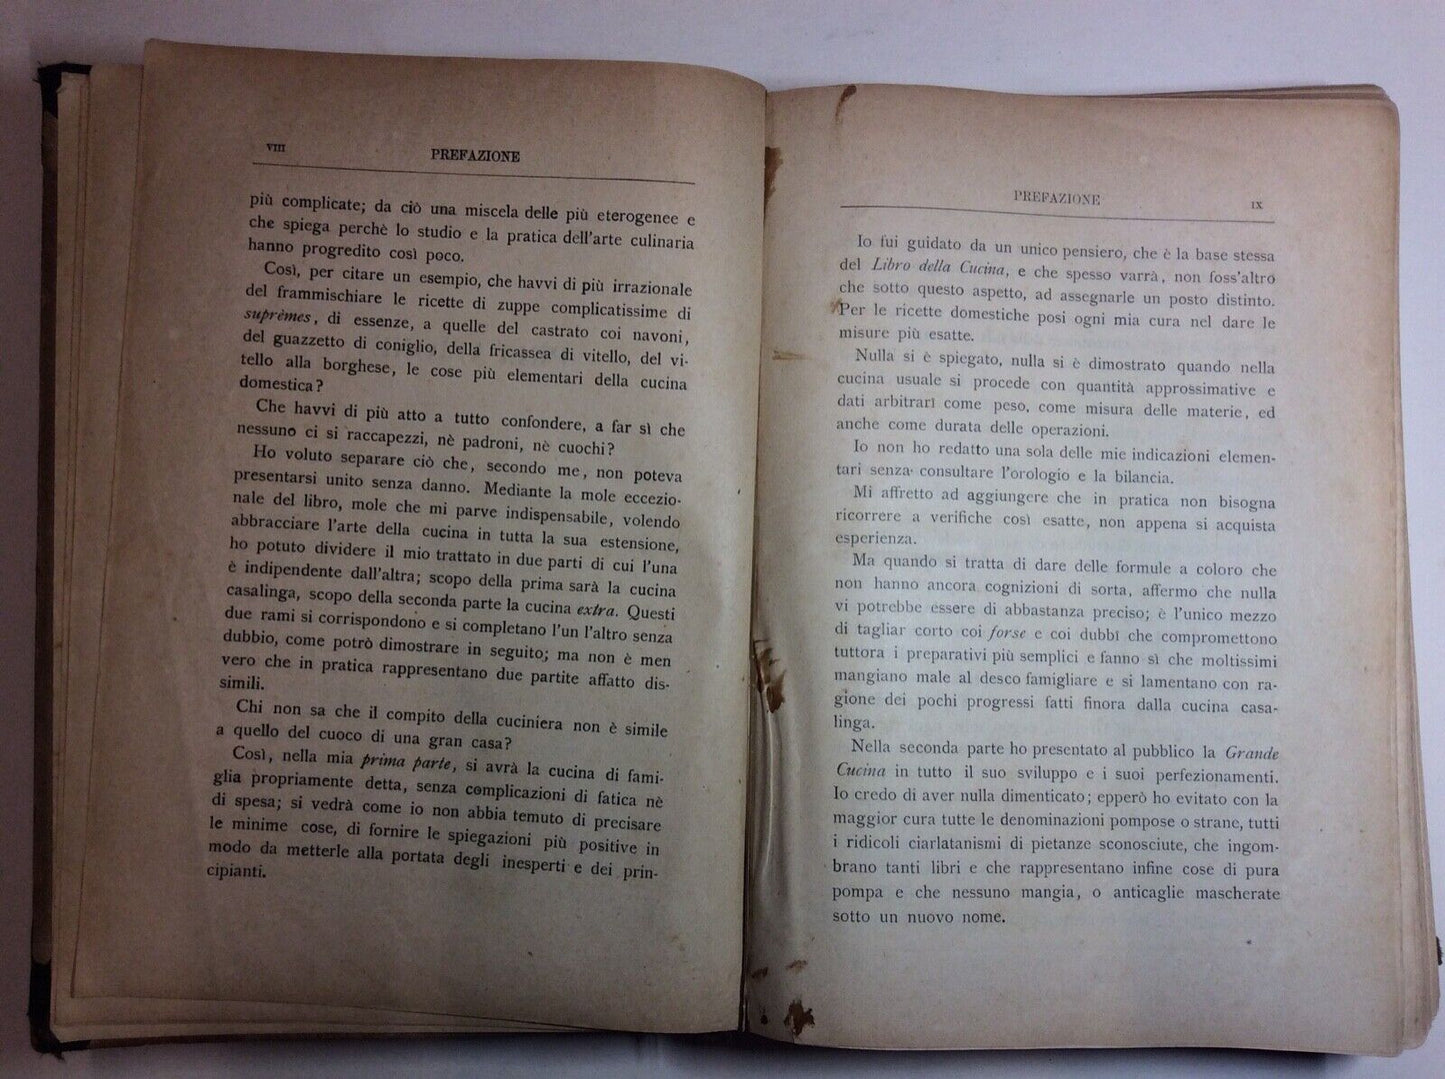 VIII
PREFAZIONE
più complicate; da ciò una miscela delle più eterogenee e
che spiega perchè lo studio e la pratica dell'arte culinaria
hanno progredito così poco.
Così, per citare un esempio, che havvi di più irrazionale
del frammischiare le ricette di zuppe complicatissime di
suprèmes, di essenze, a quelle del castrato coi navoni,
del guazzetto di coniglio, della fricassea di vitello, del vi-
tello alla borghese, le cose più elementari della cucina
domestica?
Che havvi di più atto a tutto confondere, a far sì che
nessuno ci si raccapezzi, nè padroni, nè cuochi?
Ho voluto separare ciò che, secondo me, non poteva
presentarsi unito senza danno. Mediante la mole eccezio-
nale del libro, mole che mi parve indispensabile, volendo
abbracciare l'arte della cucina in tutta la sua estensione,
ho potuto dividere il mio trattato in due parti di cui l'una
è indipendente dall'altra; scopo della prima sarà la cucina
casalinga, scopo della seconda parte la cucina extra. Questi
due rami si corrispondono e si completano l'un l'altro senza
dubbio, come potrò dimostrare in seguito; ma non è men
vero che in pratica rappresentano due partite affatto dis-
simili.
Chi non sa che il compito della cuciniera non è simile
a quello del cuoco di una gran casa?
Così, nella mia prima parte, si avrà la cucina di fami-
glia propriamente detta, senza complicazioni di fatica nè
di spesa; si vedrà come io non abbia temuto di precisare
le minime cose, di fornire le spiegazioni più positive in
modo da metterle alla portata degli inesperti e dei prin-
cipianti.
PREFAZIONE
IX
Io fui guidato da un unico pensiero, che è la base stessa
del Libro della Cucina, e che spesso varrà, non foss'altro
che sotto questo aspetto, ad assegnarle un posto distinto.
Per le ricette domestiche posi ogni mia cura nel dare le
misure più esatte.
Nulla si è spiegato, nulla si è dimostrato quando nella
cucina usuale si procede con quantità approssimative e
dati arbitrarî come peso, come misura delle materie, ed
anche come durata delle operazioni.
Io non ho redatto una sola delle mie indicazioni elemen-
tari senza consultare l'orologio e la bilancia.
Mi affretto ad aggiungere che in pratica non bisogna
ricorrere a verifiche così esatte, non appena si acquista
esperienza.
Ma quando si tratta di dare delle formule a coloro che
non hanno ancora cognizioni di sorta, affermo che nulla
vi potrebbe essere di abbastanza preciso; è l'unico mezzo
di tagliar corto coi forse e coi dubbî che compromettono
tuttora i preparativi più semplici e fanno sì che moltissimi
mangiano male al desco famigliare e si lamentano con ra-
gione dei pochi progressi fatti finora dalla cucina casa-
linga.
Nella seconda parte ho presentato al pubblico la Grande
Cucina in tutto il suo sviluppo e i suoi perfezionamenti.
Io credo di aver nulla dimenticato; epperò ho evitato con la
maggior cura tutte le denominazioni pompose o strane, tutti
i ridicoli ciarlatanismi di pietanze sconosciute, che ingom-
brano tanti libri e che rappresentano infine cose di pura
pompa e che nessuno mangia, o anticaglie mascherate
sotto un nuovo nome.